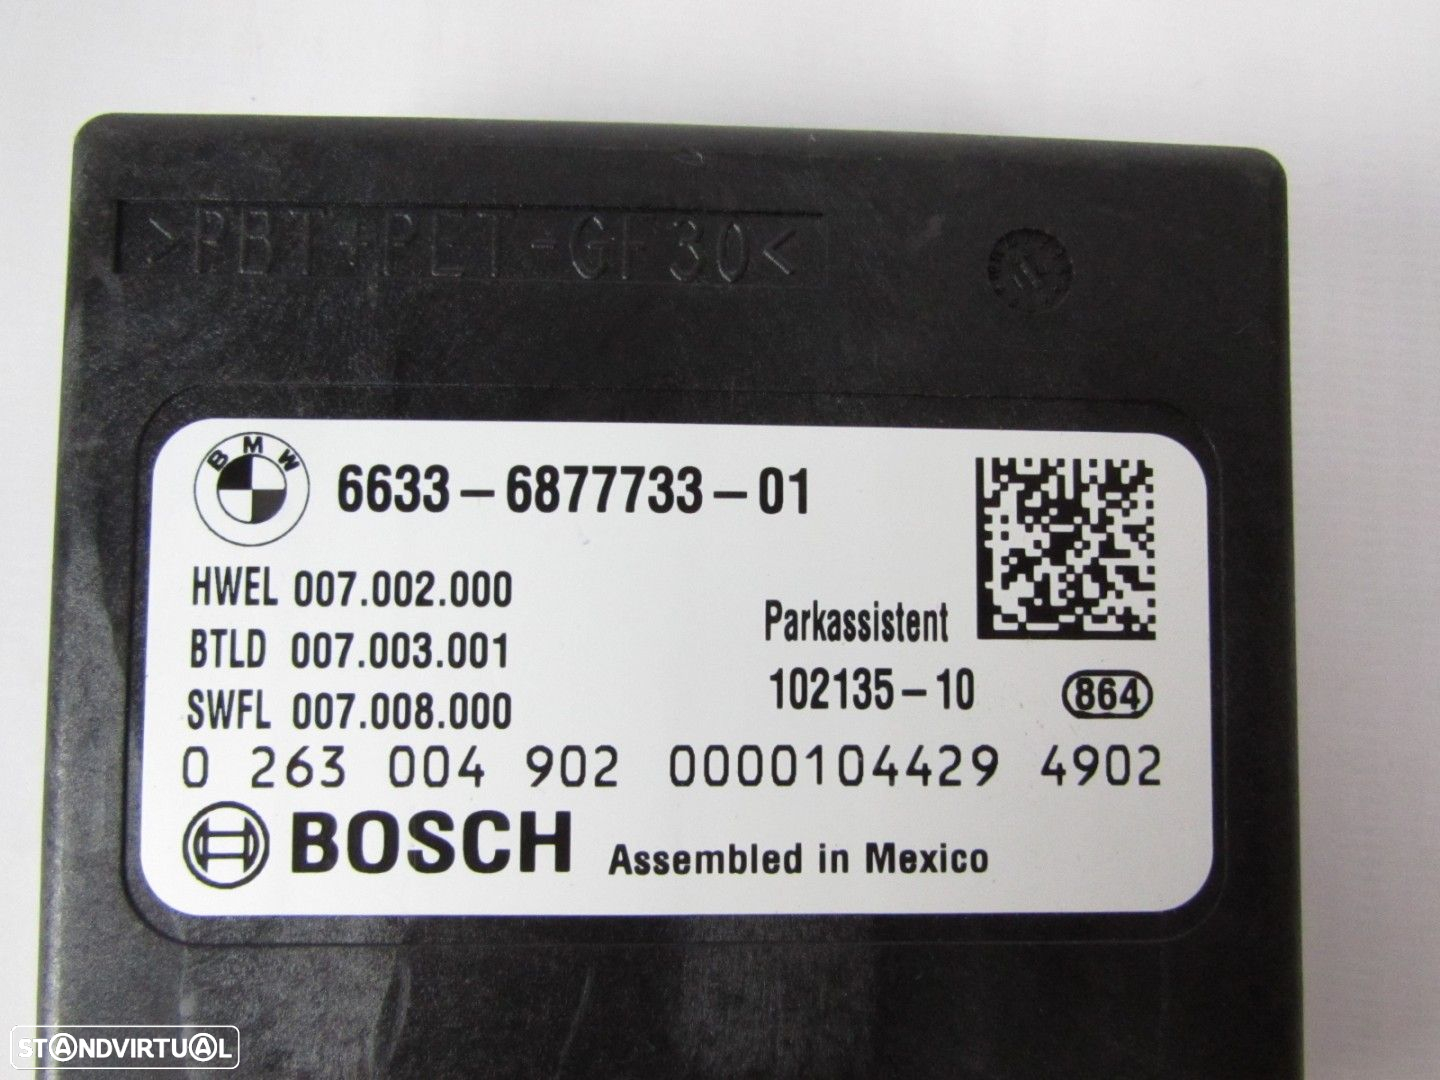 >PBT+PET-GF30<
BMW
6633-6877733-01
HWEL 007.002.000
BTLD 007.003.001
SWFL 007.008.000
Parkassistent
102135-10
864
0 263 004 902 0000104429 4902
BOSCH
Assembled in Mexico
STANDVIRTUAL